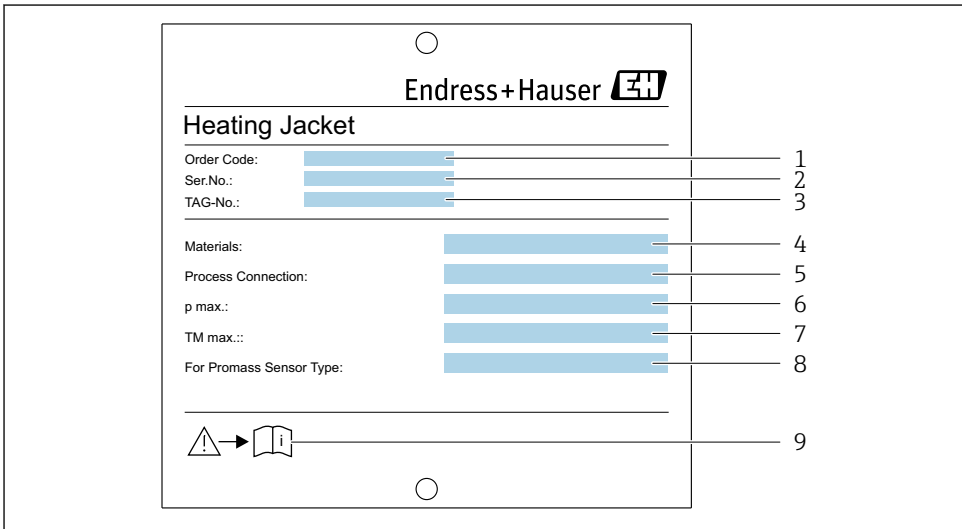 Endress+Hauser EH
Heating Jacket
Order Code: 1
Ser.No.: 2
TAG-No.: 3
Materials: 4
Process Connection: 5
p max.: 6
TM max.:: 7
For Promass Sensor Type: 8
i 9